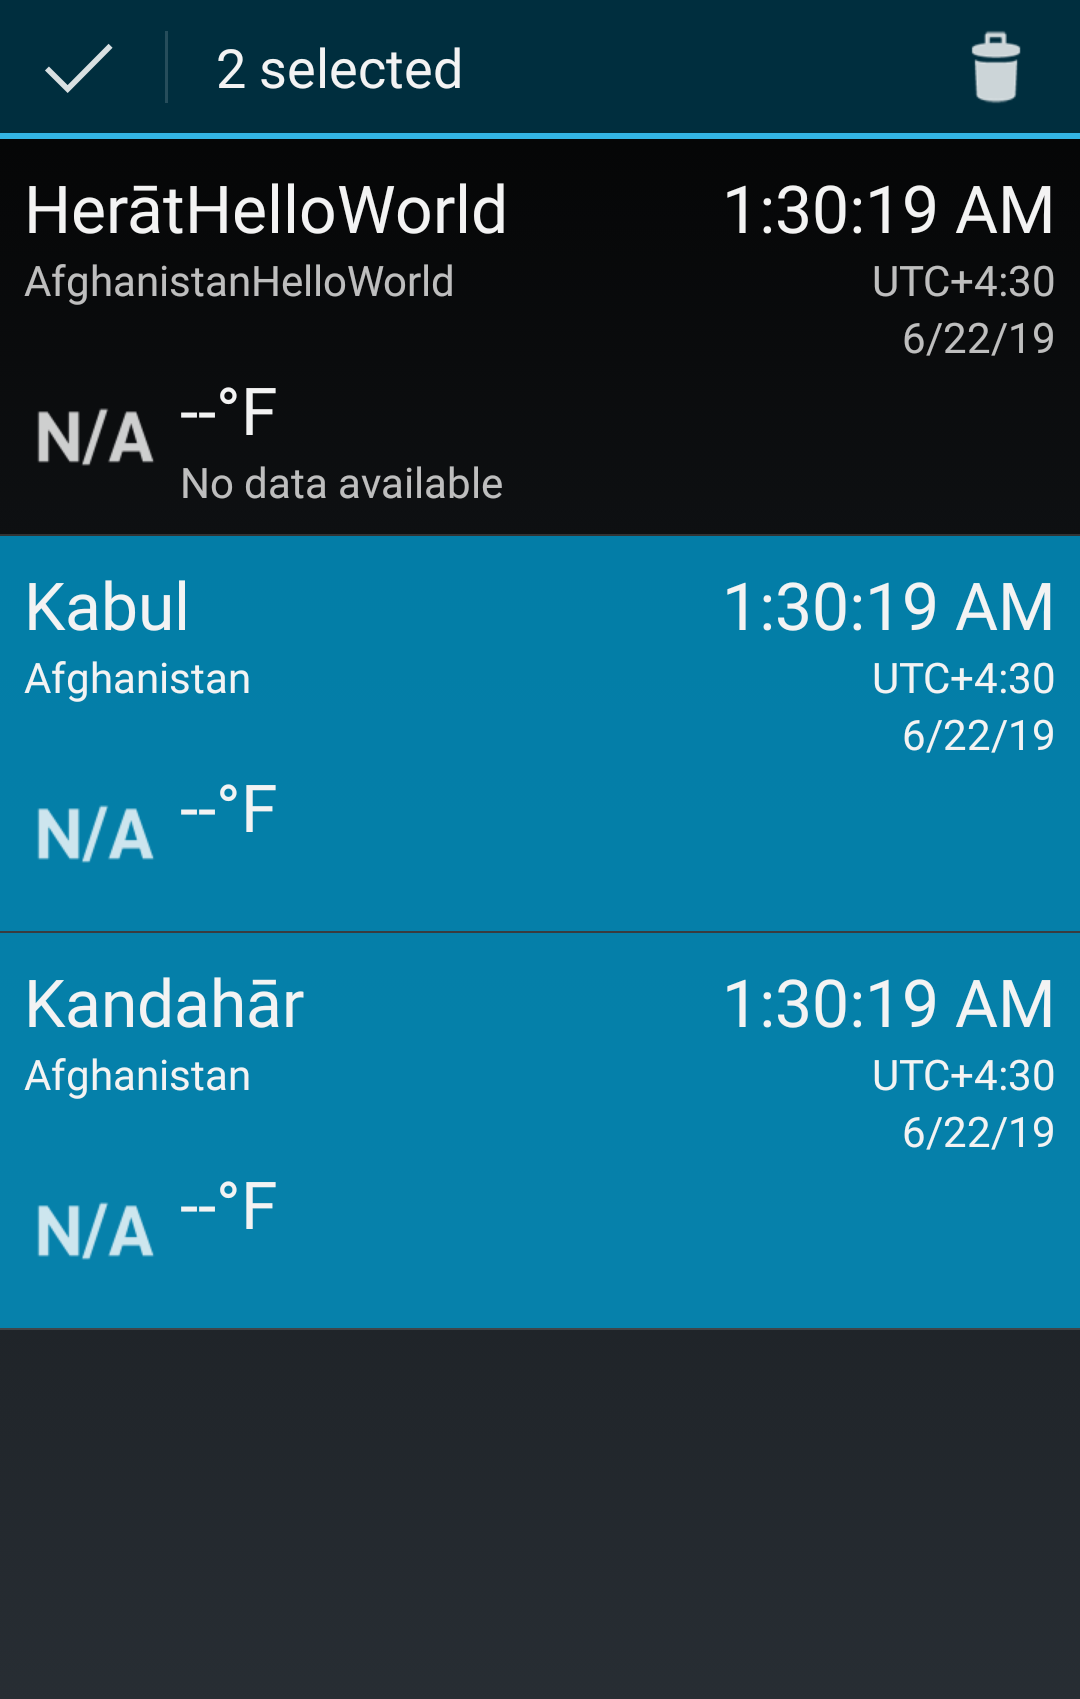 2 selected
HerātHelloWorld 1:30:19 AM
AfghanistanHelloWorld UTC+4:30
6/22/19
N/A --°F
No data available
Kabul 1:30:19 AM
Afghanistan UTC+4:30
6/22/19
N/A --°F
Kandahār 1:30:19 AM
Afghanistan UTC+4:30
6/22/19
N/A --°F